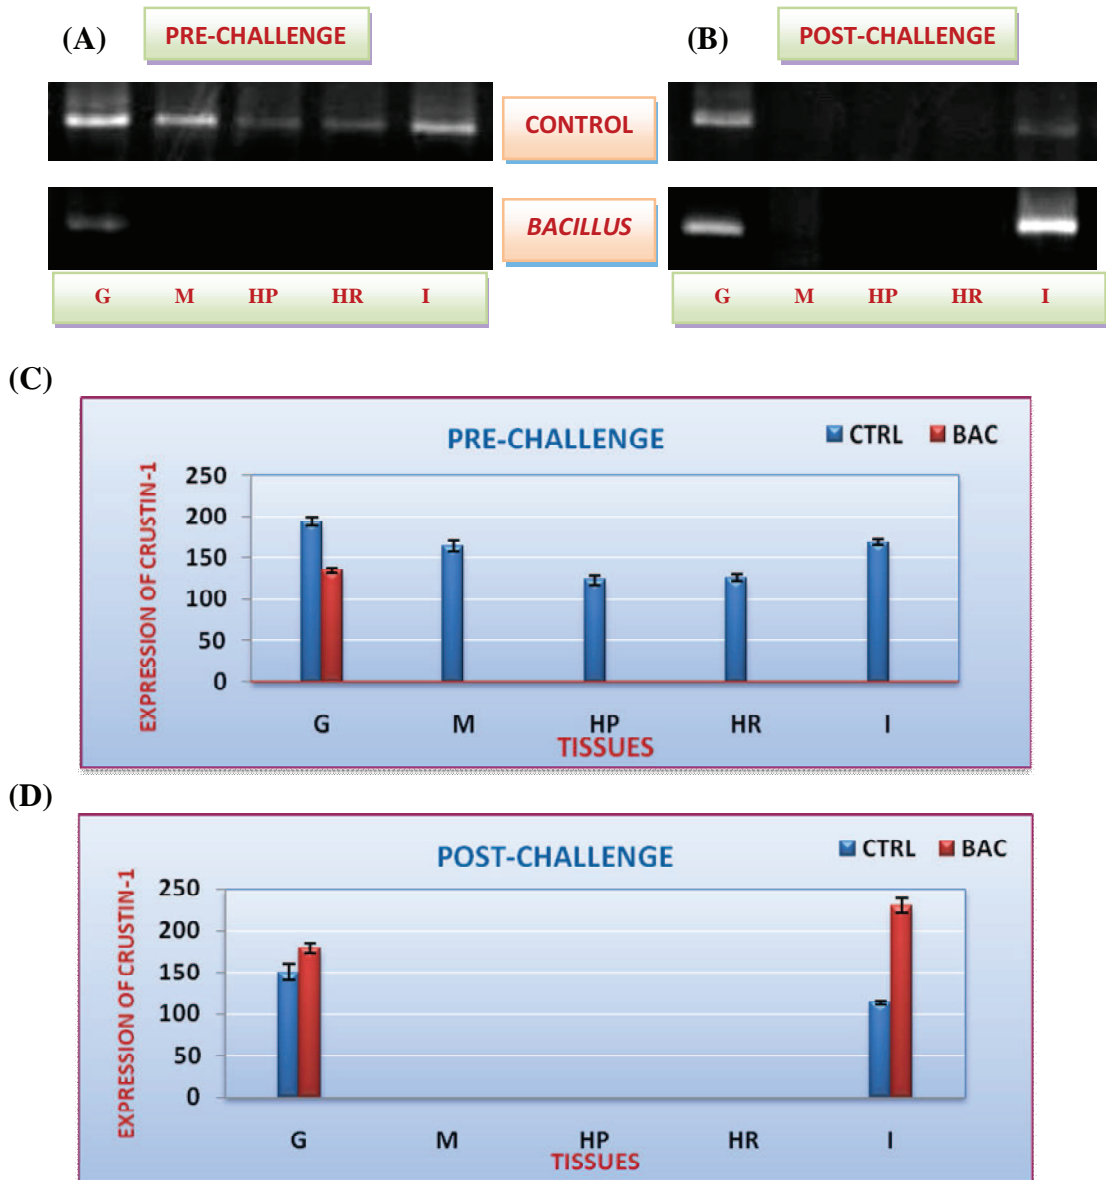 (A) PRE-CHALLENGE (B) POST-CHALLENGE
CONTROL
BACILLUS
G M HP HR I G M HP HR I
(C)
PRE-CHALLENGE CTRL BAC
EXPRESSION OF CRUSTIN-1
250
200
150
100
50
0
G M HP HR I
TISSUES
(D)
POST-CHALLENGE CTRL BAC
EXPRESSION OF CRUSTIN-1
250
200
150
100
50
0
G M HP HR I
TISSUES